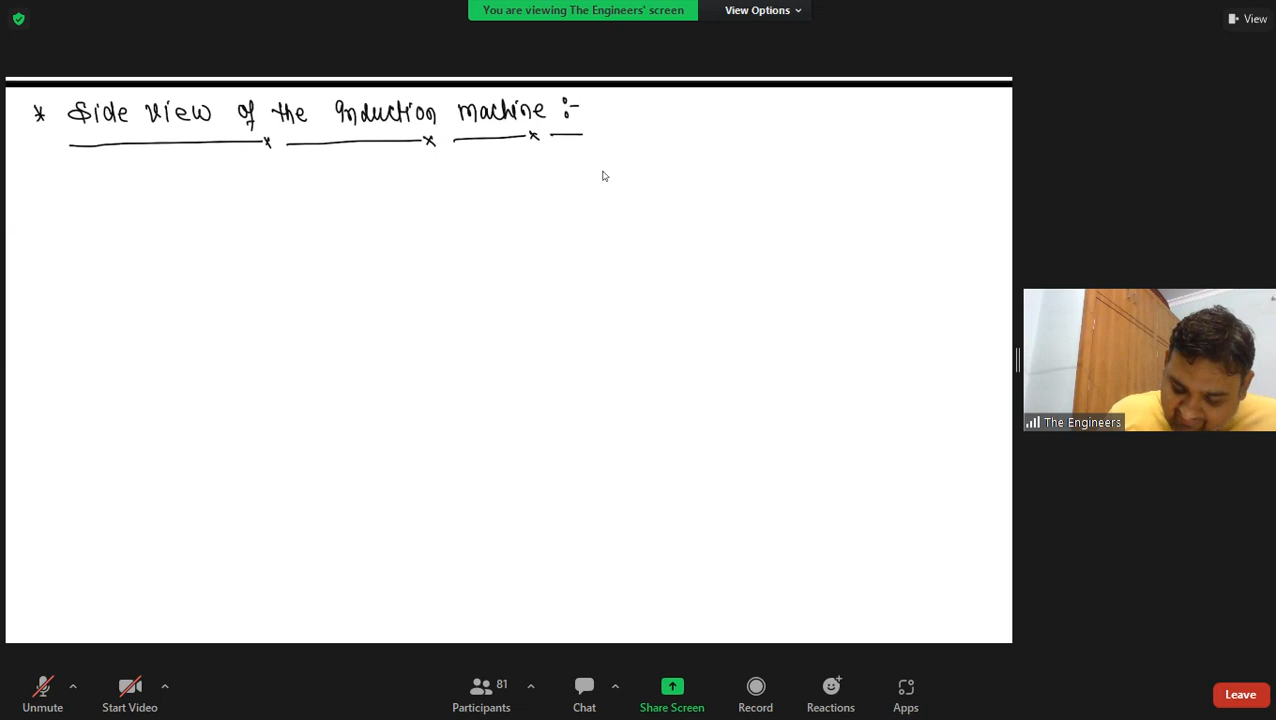 You are viewing The Engineers' screen
View Options
View
* Side view of the Induction machine :-
The Engineers
Unmute
Start Video
81
Participants
Chat
Share Screen
Record
Reactions
Apps
Leave